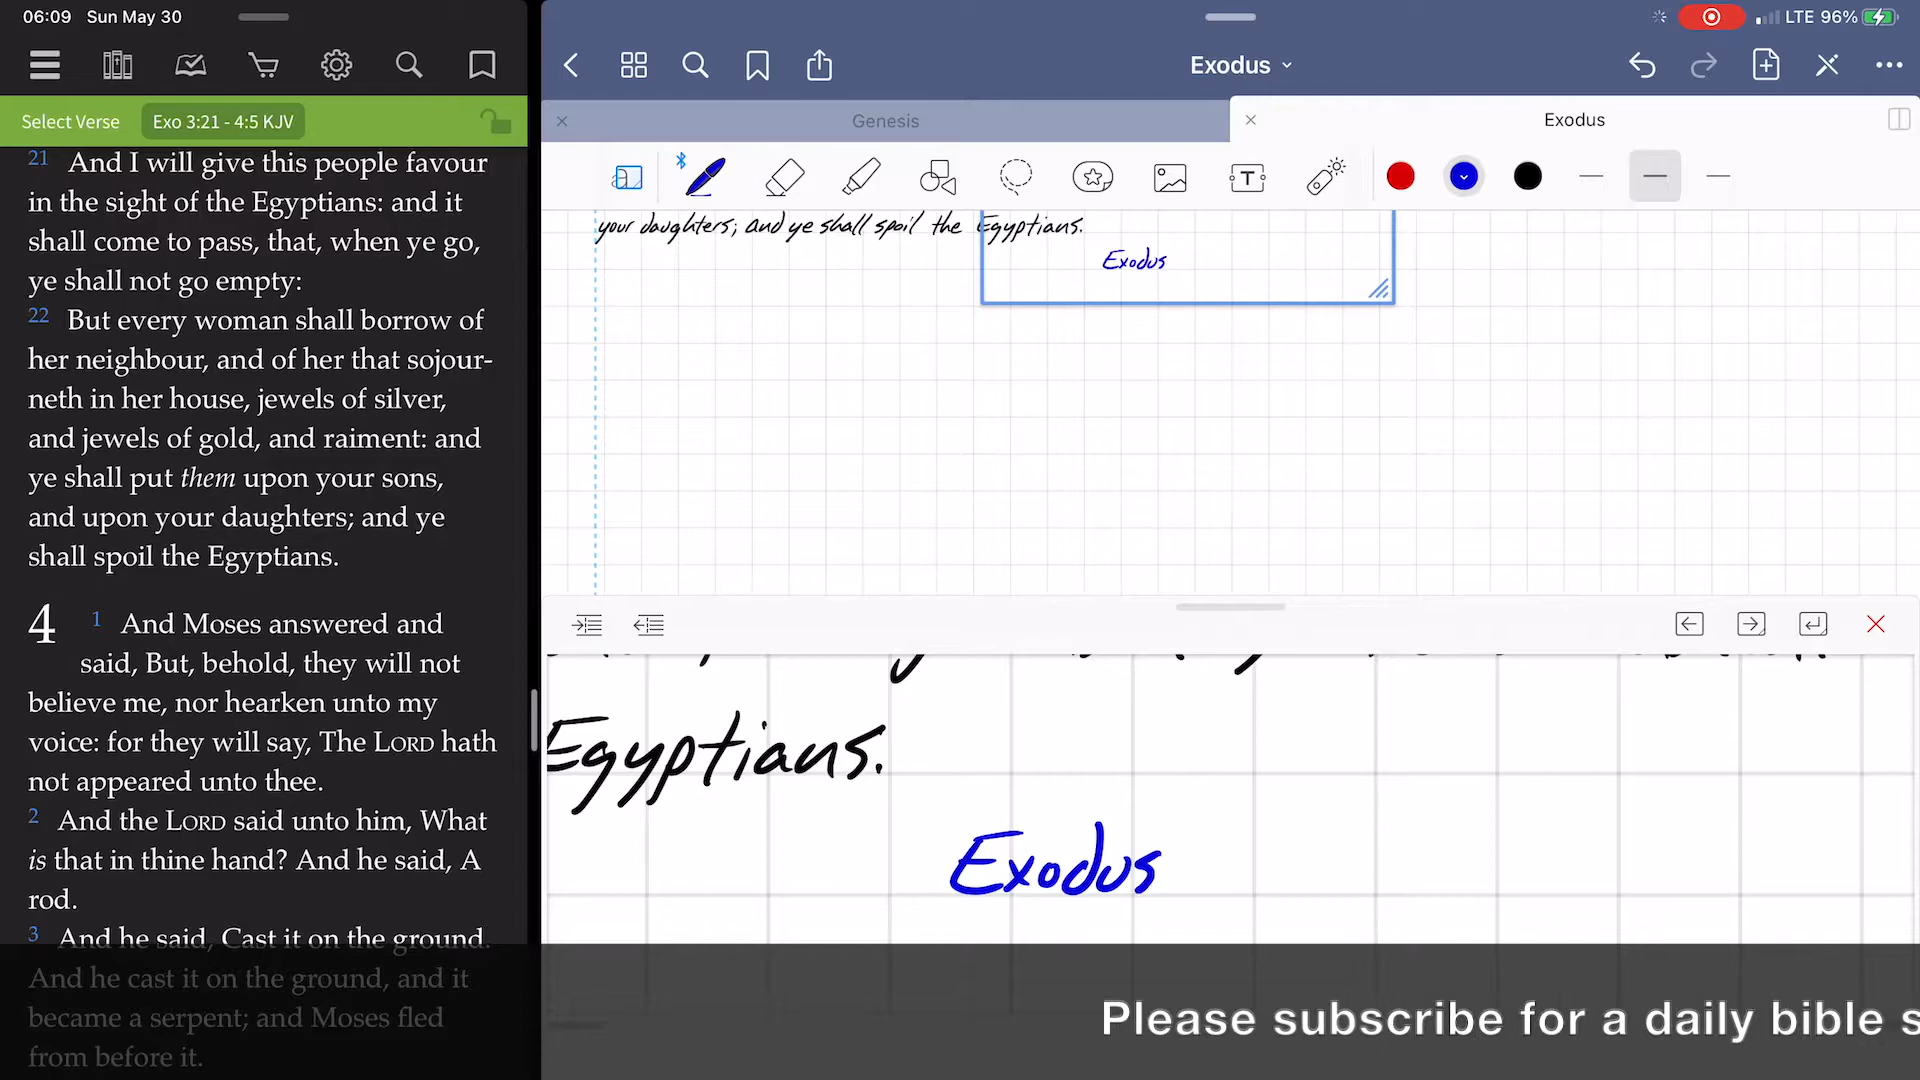 06:09 Sun May 30
LTE 96%
Select Verse Exo 3:21 - 4:5 KJV
21 And I will give this people favour
in the sight of the Egyptians: and it
shall come to pass, that, when ye go,
ye shall not go empty:
22 But every woman shall borrow of
her neighbour, and of her that sojour-
neth in her house, jewels of silver,
and jewels of gold, and raiment: and
ye shall put them upon your sons,
and upon your daughters; and ye
shall spoil the Egyptians.
4 1 And Moses answered and
said, But, behold, they will not
believe me, nor hearken unto my
voice: for they will say, The LORD hath
not appeared unto thee.
2 And the LORD said unto him, What
is that in thine hand? And he said, A
rod.
3 And he said, Cast it on the ground.
And he cast it on the ground, and it
became a serpent; and Moses fled
from before it.
Exodus
Genesis
Exodus
T
your daughters; and ye shall spoil the Egyptians.
Exodus
Egyptians.
Exodus
Please subscribe for a daily bible s